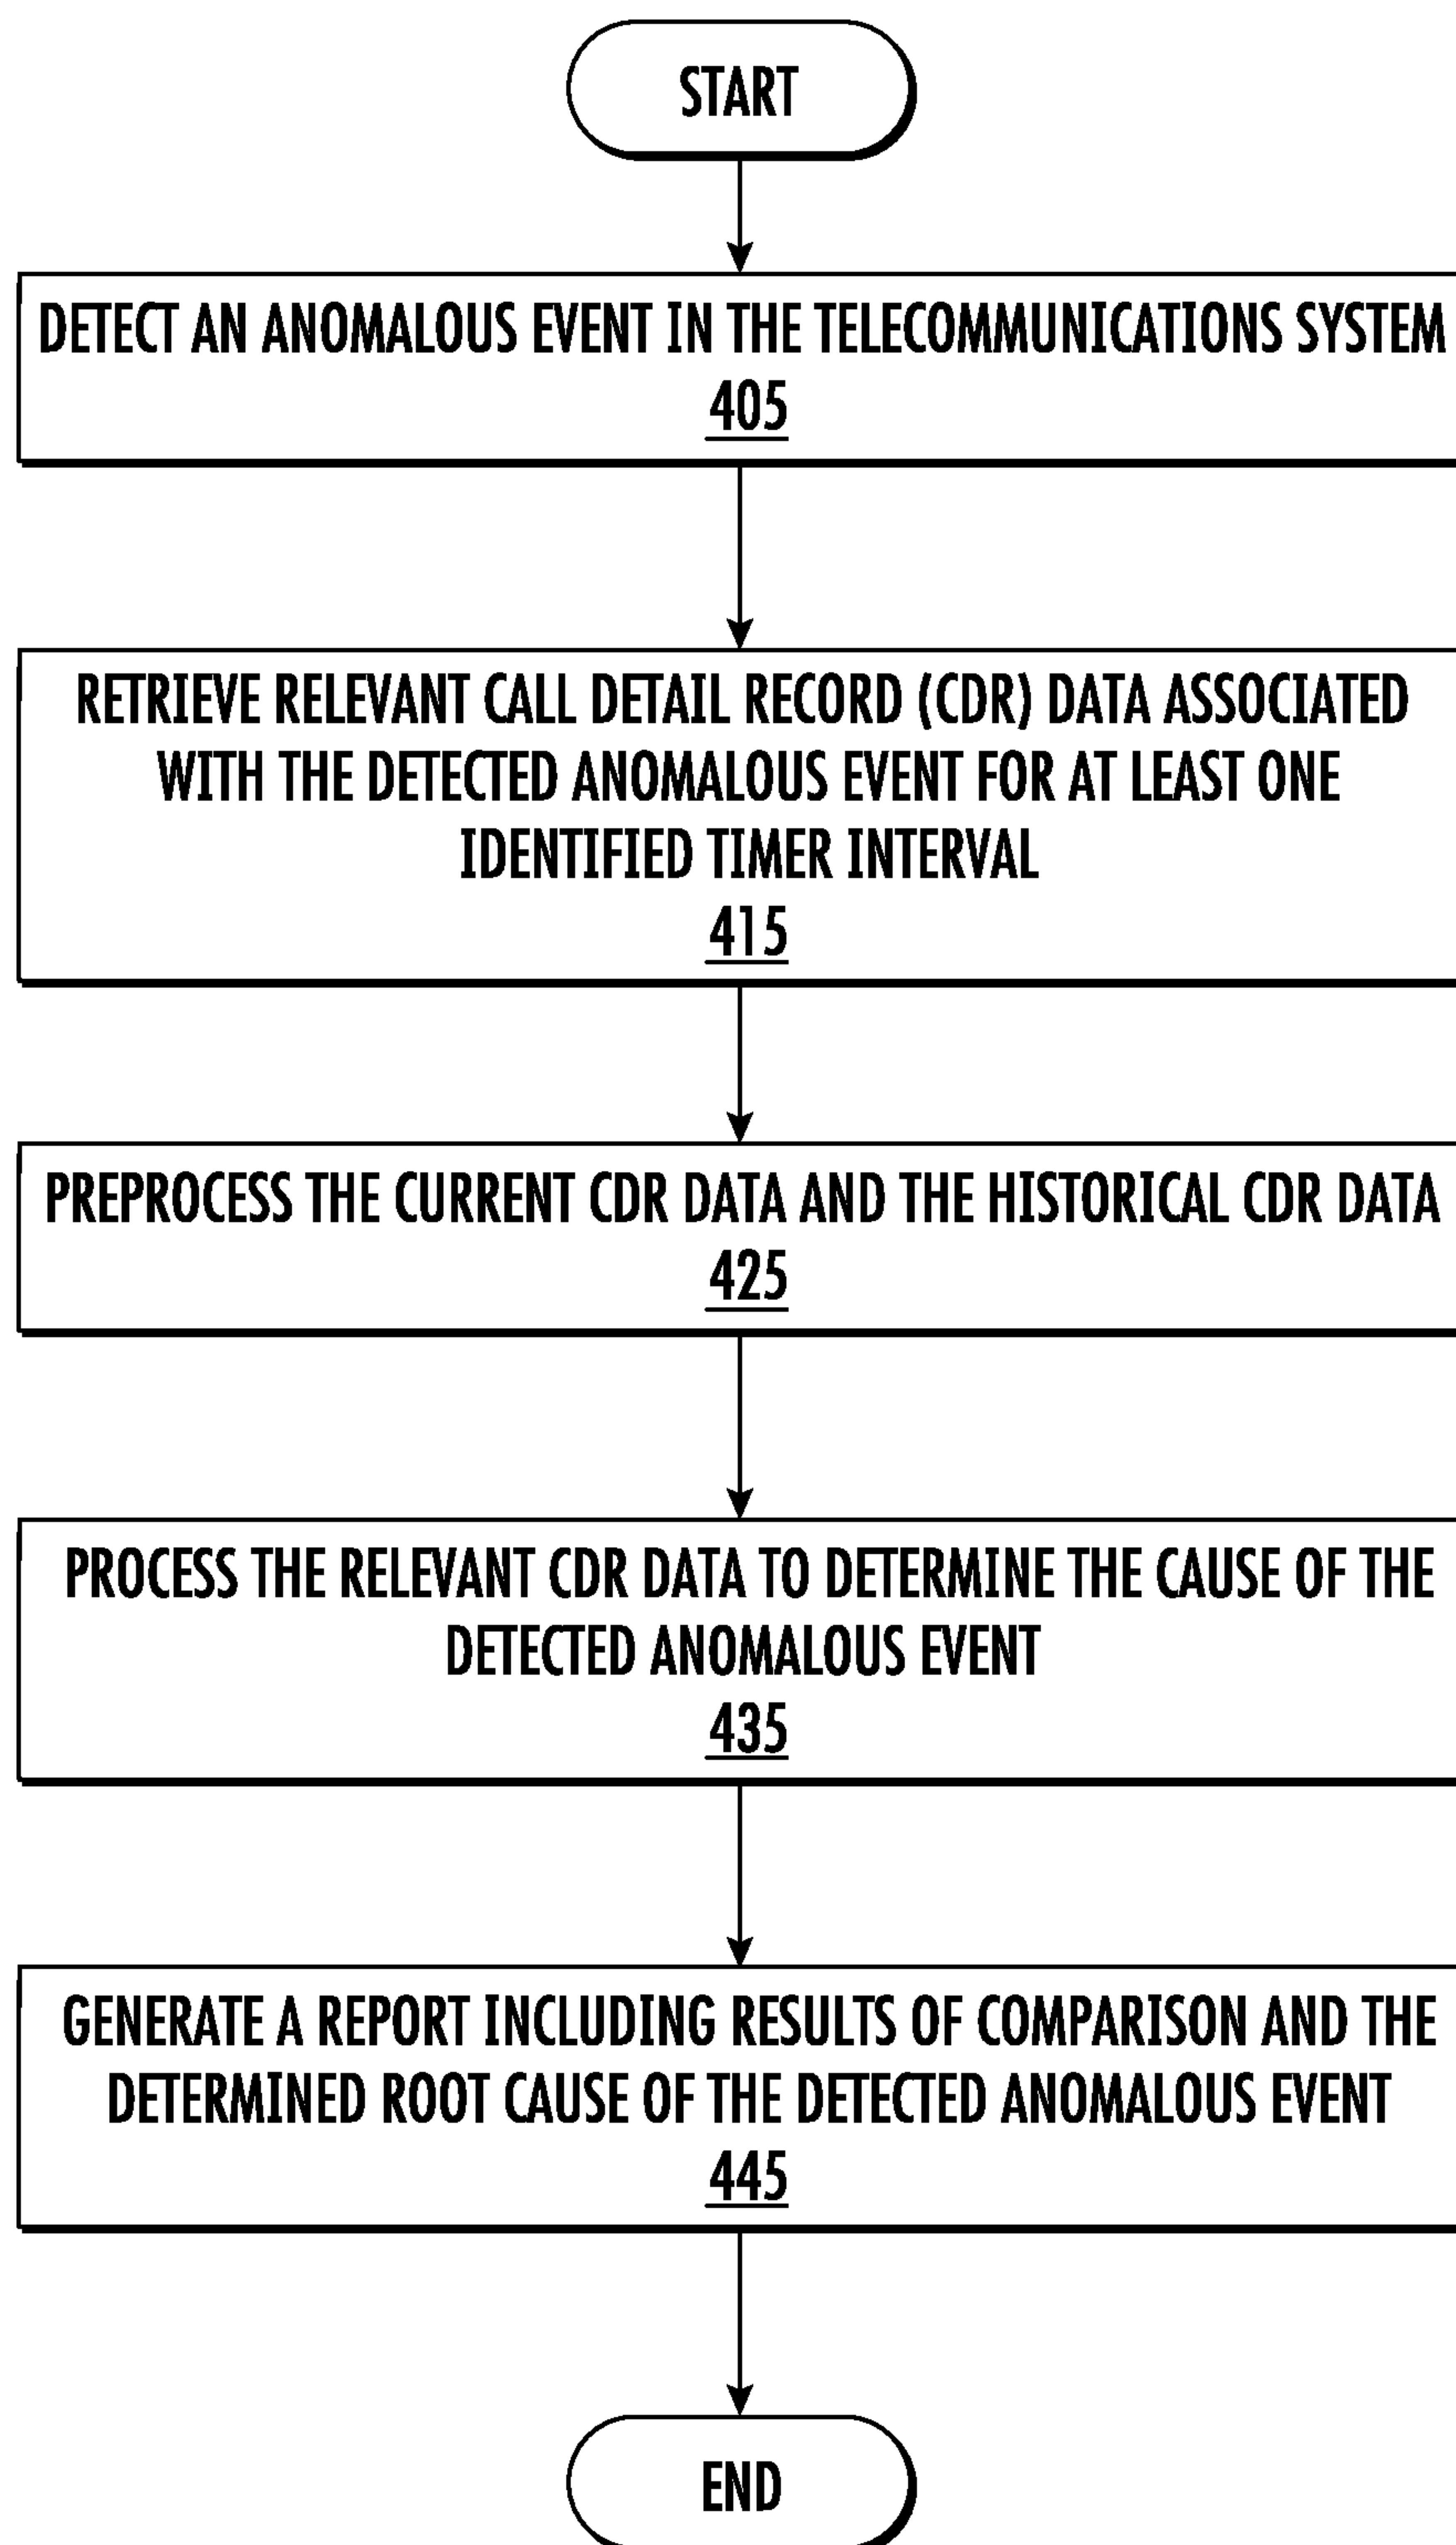 START
DETECT AN ANOMALOUS EVENT IN THE TELECOMMUNICATIONS SYSTEM
405
RETRIEVE RELEVANT CALL DETAIL RECORD (CDR) DATA ASSOCIATED
WITH THE DETECTED ANOMALOUS EVENT FOR AT LEAST ONE
IDENTIFIED TIMER INTERVAL
415
PREPROCESS THE CURRENT CDR DATA AND THE HISTORICAL CDR DATA
425
PROCESS THE RELEVANT CDR DATA TO DETERMINE THE CAUSE OF THE
DETECTED ANOMALOUS EVENT
435
GENERATE A REPORT INCLUDING RESULTS OF COMPARISON AND THE
DETERMINED ROOT CAUSE OF THE DETECTED ANOMALOUS EVENT
445
END